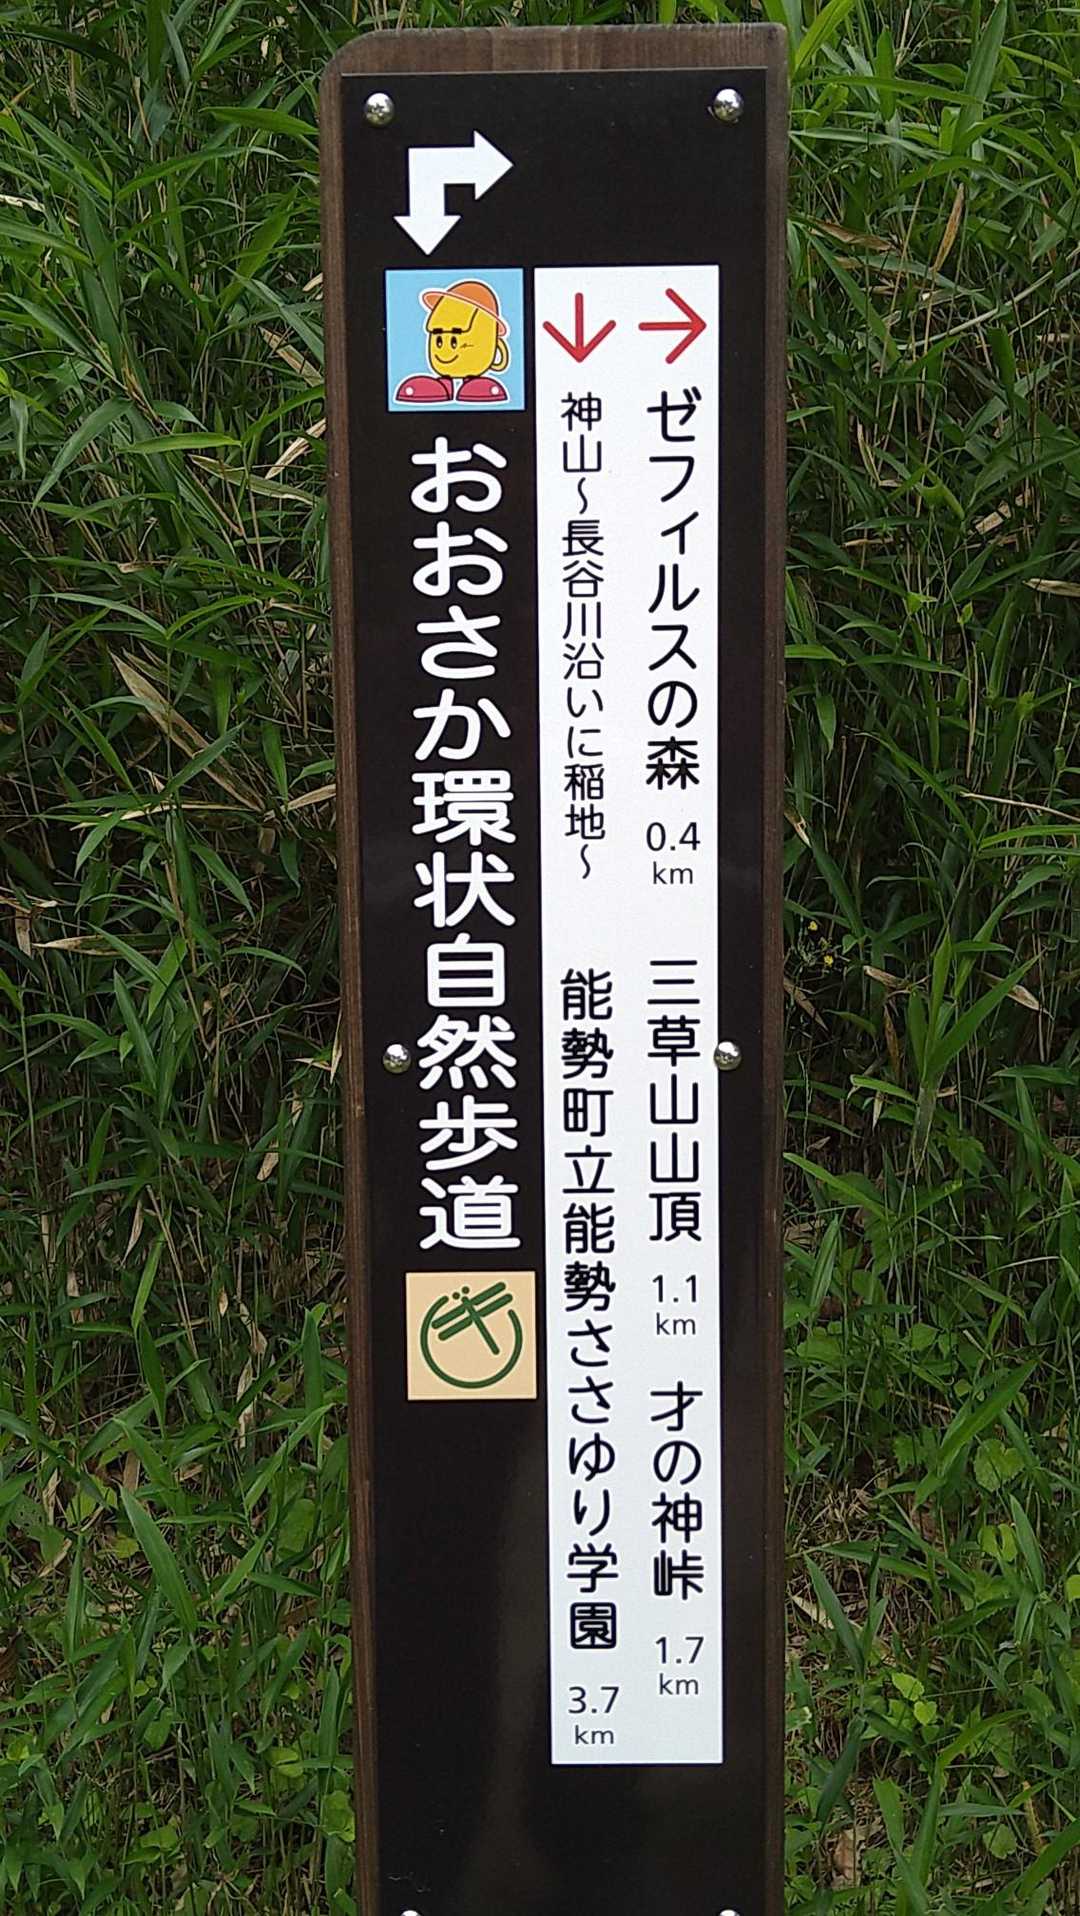 → ゼフィルスの森 0.4km 三草山山頂 1.1km 才の神峠 1.7km
↓ 神山～長谷川沿いに稲地～ 能勢町立能勢ささゆり学園 3.7km
おおさか環状自然歩道